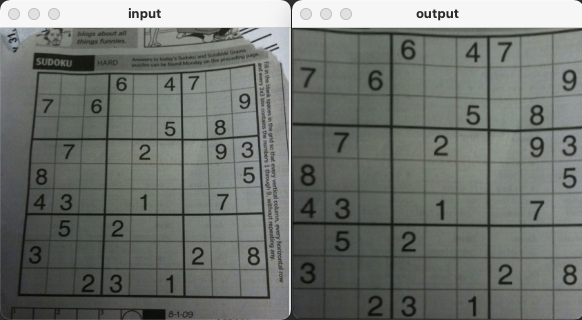 input
output
blogs about all
things funnies.
SUDOKU HARD
Answers to today's Sudoku and Sundote Greats
puzzles can be found Monday on the preceding page.
6 4 7
7 6 9
5 8
7 2 9 3
8 5
4 3 1 7
5 2
3 2 8
2 3 1
Fill in the blank spaces in the grid so that every vertical column, every horizontal row
and every 3x3 box contains the numbers 1 through 9, without repeating any.
8-1-09
6 4 7
7 6 9
5 8
7 2 9 3
8 5
4 3 1 7
5 2
3 2 8
2 3 1